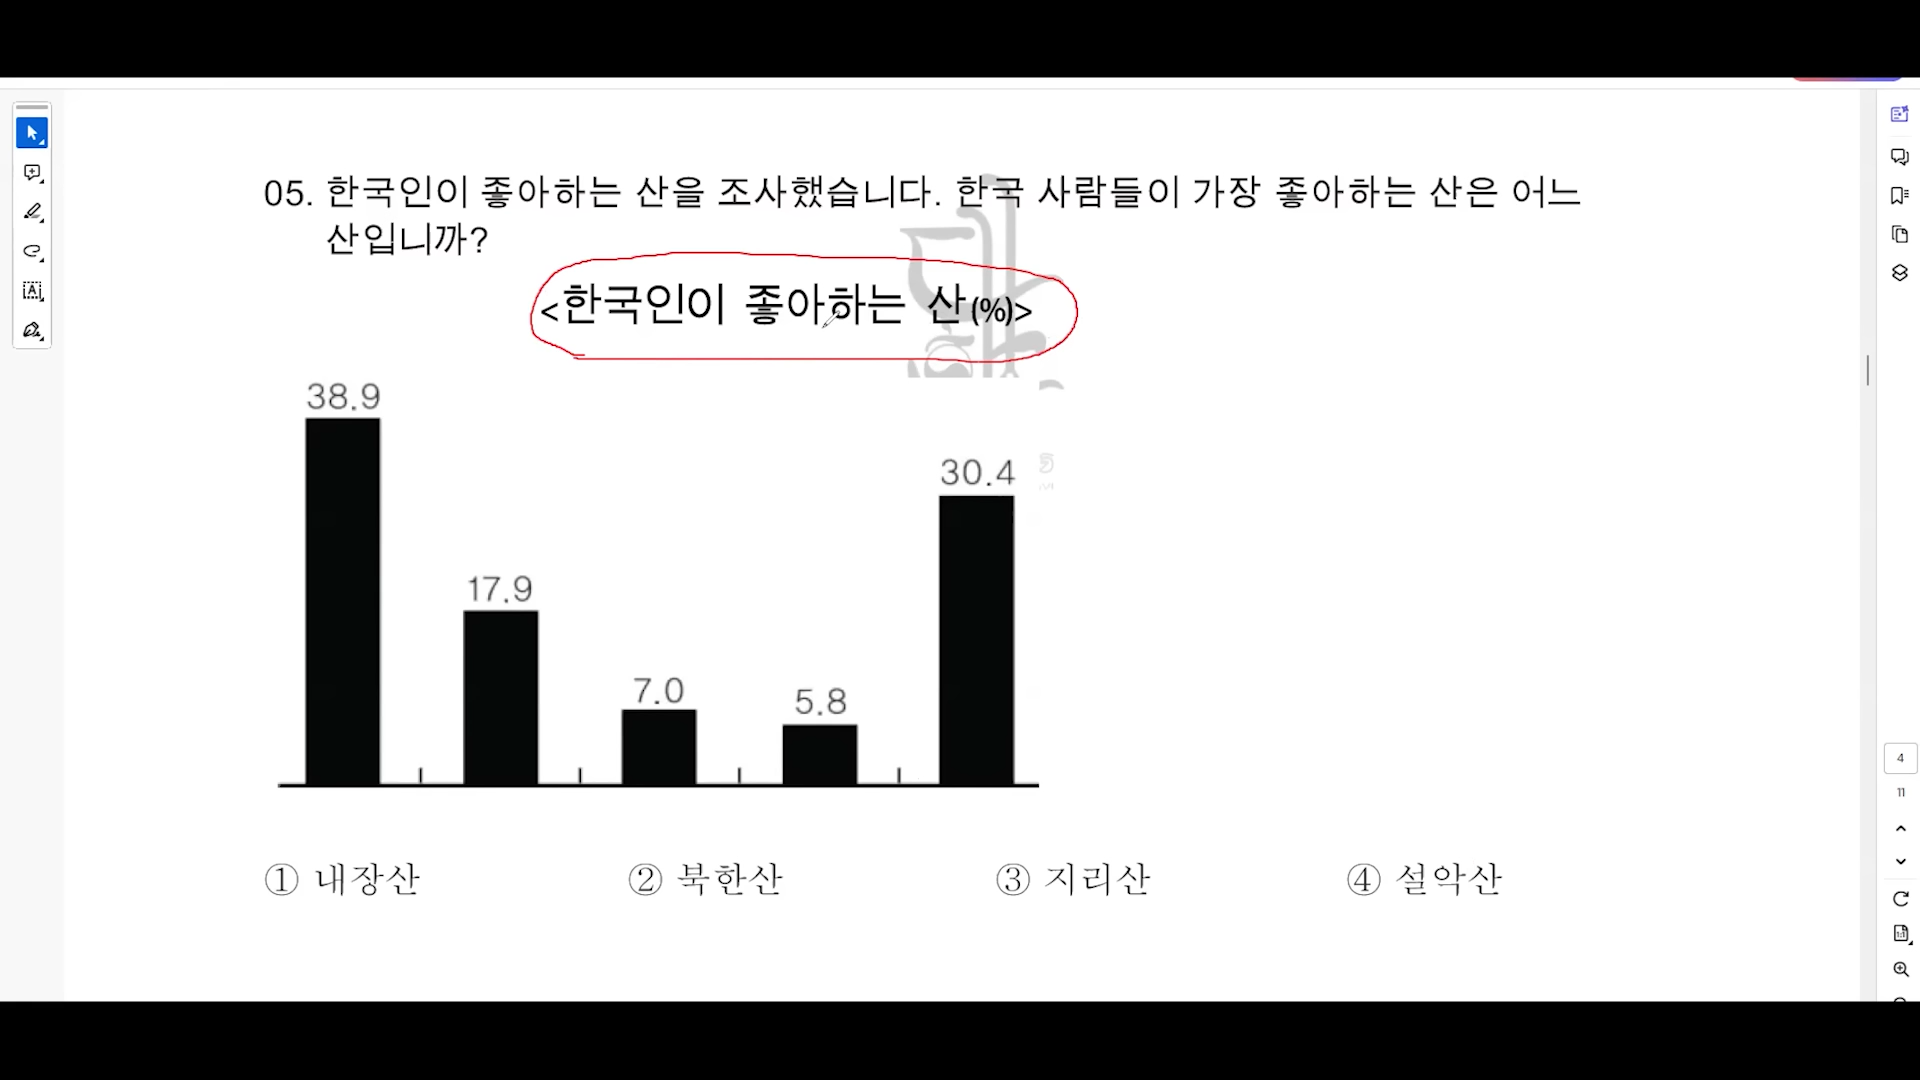 05. 한국인이 좋아하는 산을 조사했습니다. 한국 사람들이 가장 좋아하는 산은 어느
산입니까?
<한국인이 좋아하는 산(%)>
38.9
17.9
7.0
5.8
30.4
① 내장산 ② 북한산 ③ 지리산 ④ 설악산
4
11